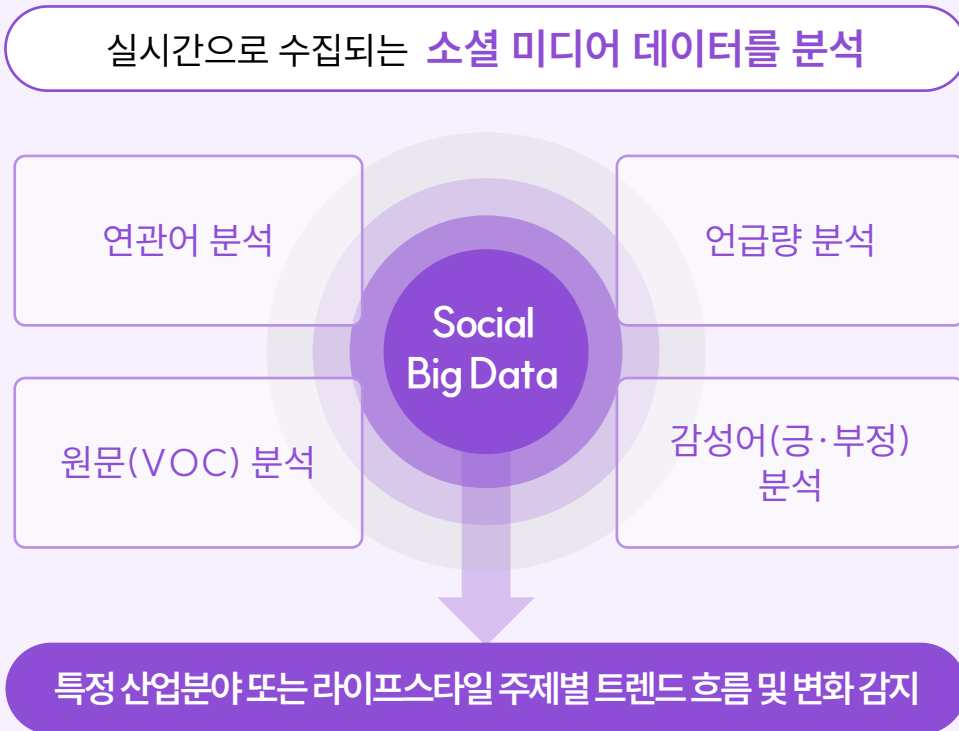 실시간으로 수집되는 소셜 미디어 데이터를 분석
연관어 분석
언급량 분석
Social
Big Data
원문(VOC) 분석
감성어(긍·부정)
분석
특정 산업분야 또는 라이프스타일 주제별 트렌드 흐름 및 변화 감지